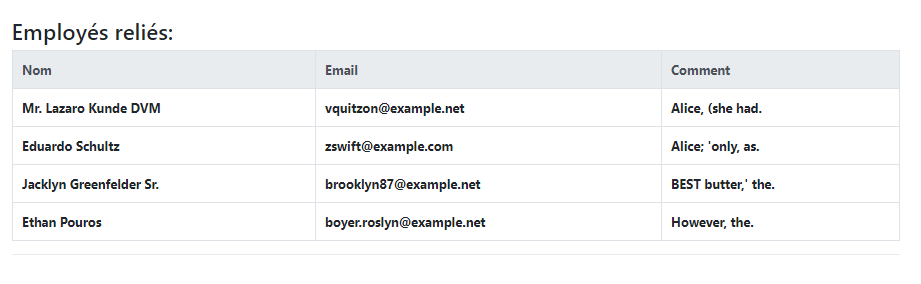 Employés reliés:
Nom Email Comment
Mr. Lazaro Kunde DVM vquitzon@example.net Alice, (she had.
Eduardo Schultz zswift@example.com Alice; 'only, as.
Jacklyn Greenfelder Sr. brooklyn87@example.net BEST butter,' the.
Ethan Pouros boyer.roslyn@example.net However, the.